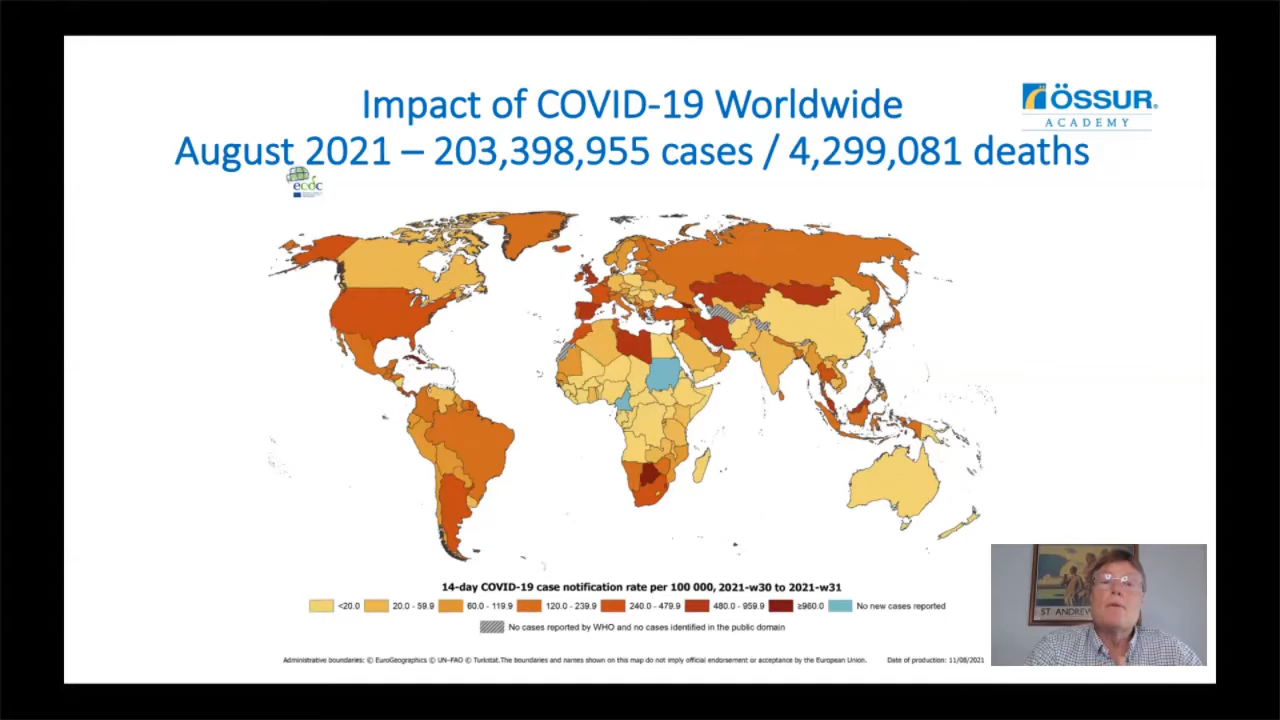 Impact of COVID-19 Worldwide
August 2021 – 203,398,955 cases / 4,299,081 deaths
ÖSSUR®
ACADEMY
ecdc
14-day COVID-19 case notification rate per 100 000, 2021-w30 to 2021-w31
<20.0 20.0 - 59.9 60.0 - 119.9 120.0 - 239.9 240.0 - 479.9 480.0 - 959.9 ≥960.0 No new cases reported
No cases reported by WHO and no cases identified in the public domain
Administrative boundaries: © EuroGeographics © UN-FAO © Turkstat.The boundaries and names shown on this map do not imply official endorsement or acceptance by the European Union. Date of production: 11/08/2021
ST. ANDREW